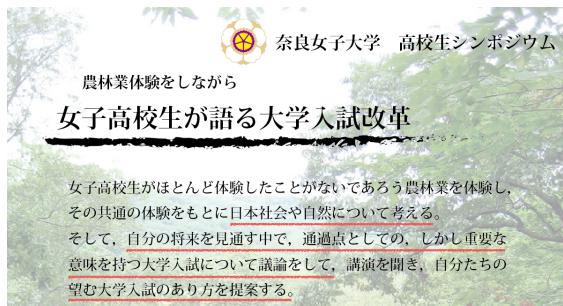 奈良女子大学　高校生シンポジウム
農林業体験をしながら
女子高校生が語る大学入試改革
女子高校生がほとんど体験したことがないであろう農林業を体験し，
その共通の体験をもとに日本社会や自然について考える。
そして，自分の将来を見通す中で，通過点としての，しかし重要な
意味を持つ大学入試について議論をして，講演を聞き，自分たちの
望む大学入試のあり方を提案する。